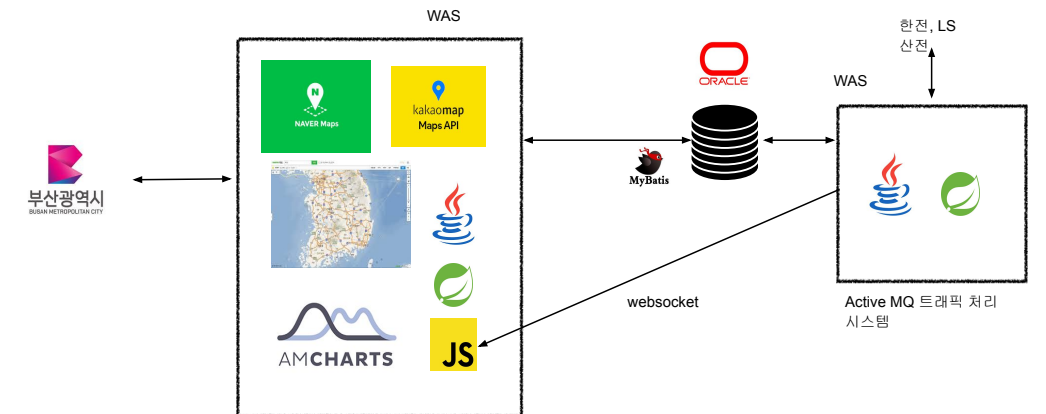 WAS
한전, LS
산전
ORACLE
WAS
N
NAVER Maps
kakaomap
Maps API
MyBatis
부산광역시
BUSAN METROPOLITAN CITY
websocket
Active MQ 트래픽 처리
시스템
AMCHARTS
JS